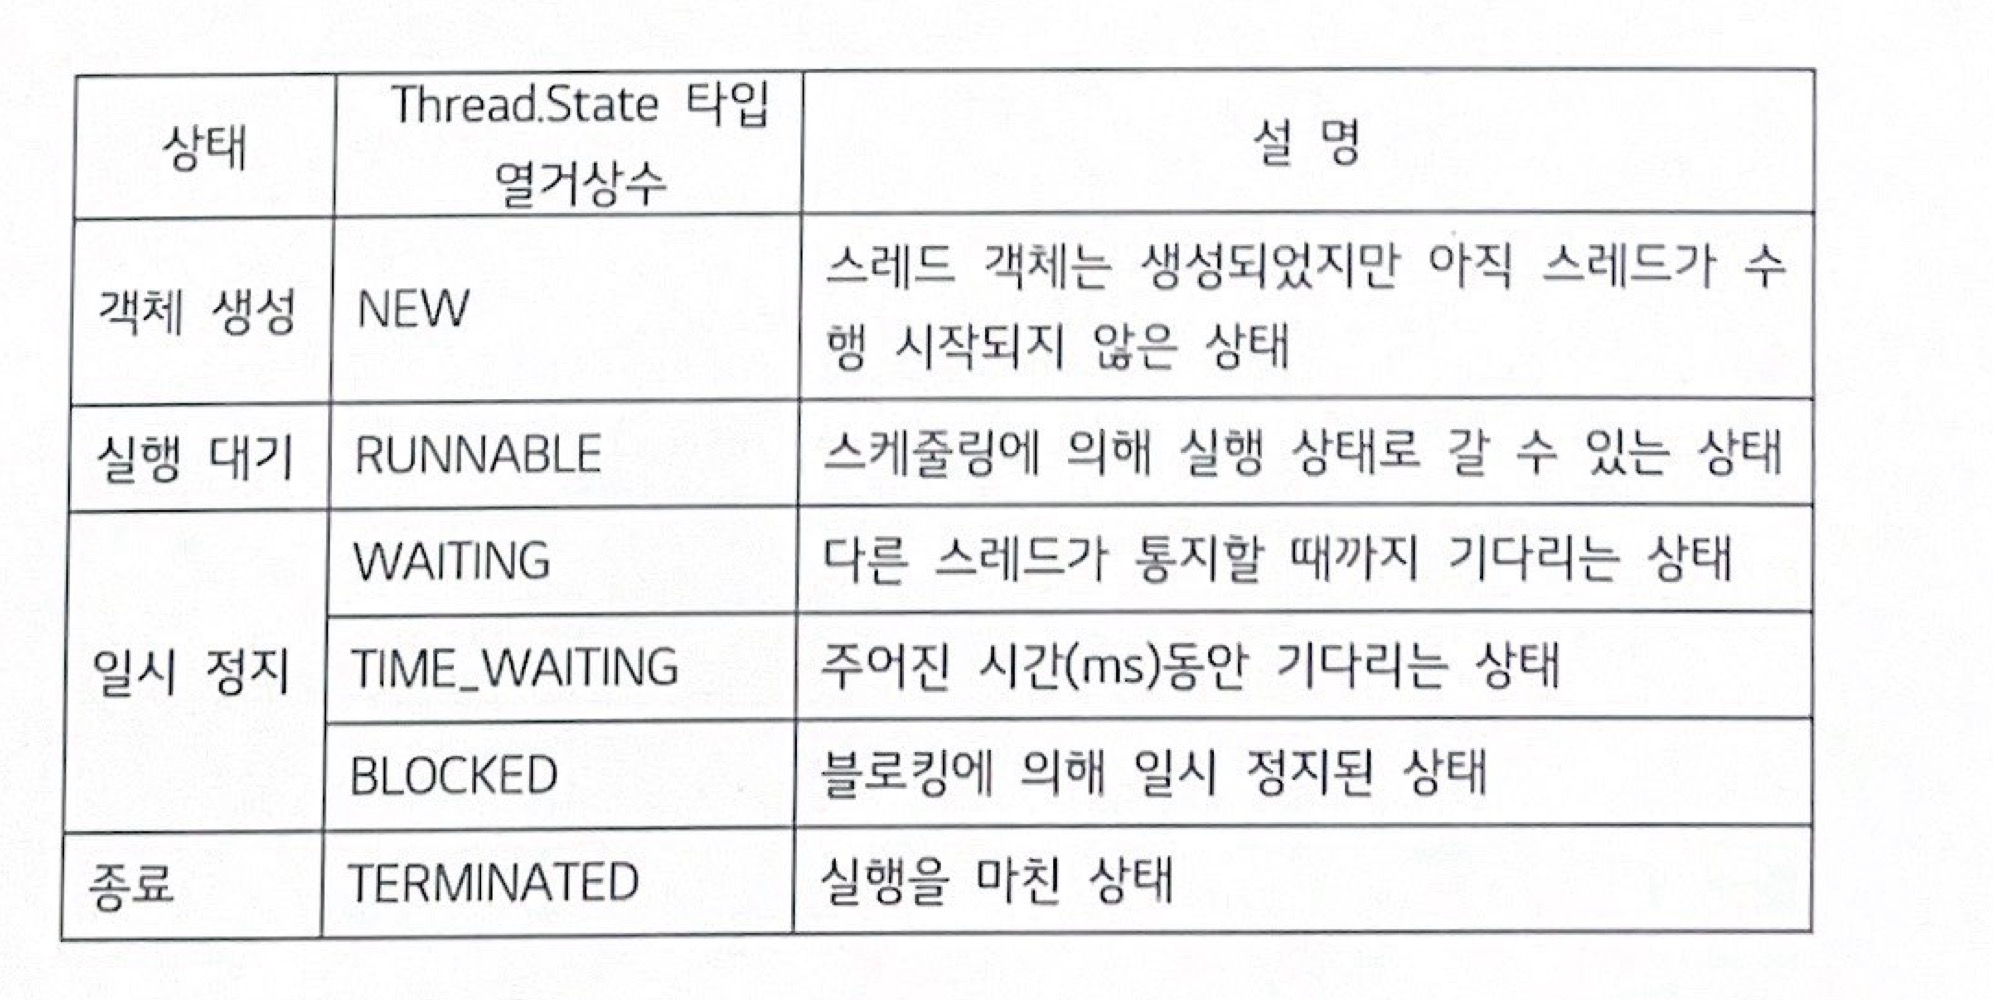 상태
Thread.State 타입
열거상수
설 명
객체 생성
NEW
스레드 객체는 생성되었지만 아직 스레드가 수
행 시작되지 않은 상태
실행 대기
RUNNABLE
스케줄링에 의해 실행 상태로 갈 수 있는 상태
일시 정지
WAITING
다른 스레드가 통지할 때까지 기다리는 상태
TIME_WAITING
주어진 시간(ms)동안 기다리는 상태
BLOCKED
블로킹에 의해 일시 정지된 상태
종료
TERMINATED
실행을 마친 상태